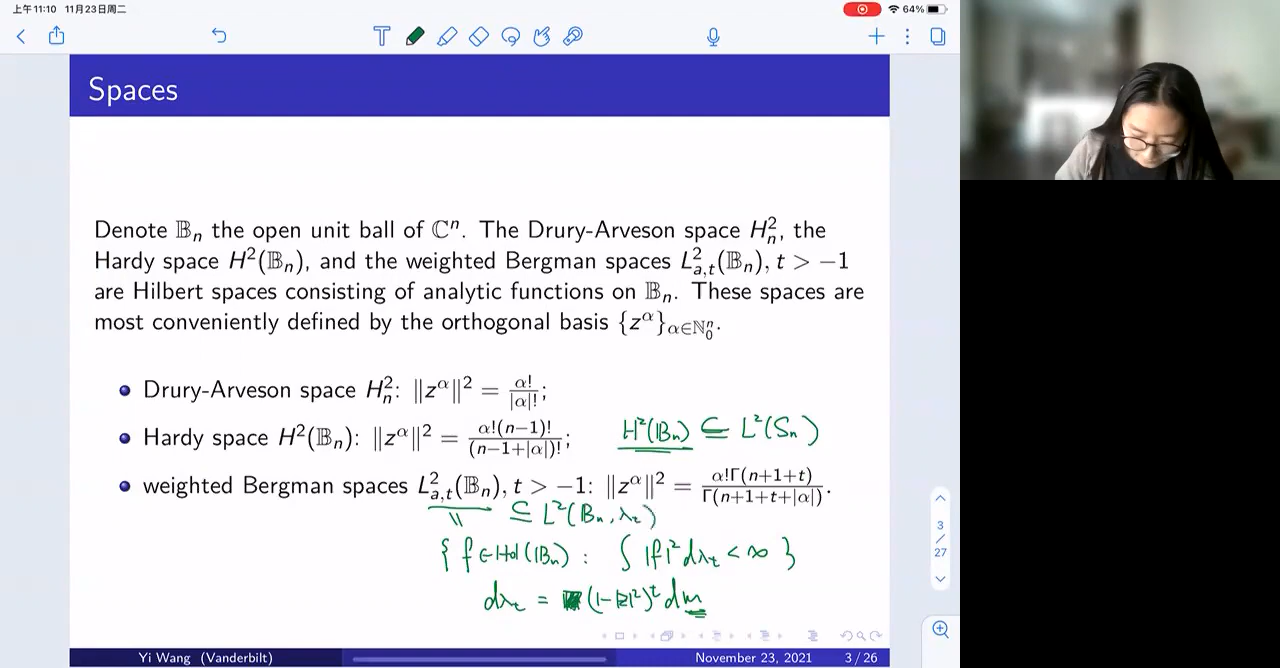 上午11:10 11月23日周二
64%
Spaces
Denote 𝔹ₙ the open unit ball of ℂⁿ. The Drury-Arveson space H²ₙ, the
Hardy space H²(𝔹ₙ), and the weighted Bergman spaces L²ₐ,ₜ(𝔹ₙ), t > −1
are Hilbert spaces consisting of analytic functions on 𝔹ₙ. These spaces are
most conveniently defined by the orthogonal basis {z^α}_{α∈ℕ₀ⁿ}.
Drury-Arveson space H²ₙ: ‖z^α‖² = α!/|α|!;
Hardy space H²(𝔹ₙ): ‖z^α‖² = α!(n−1)!/(n−1+|α|)!; H²(𝔹ₙ) ⊆ L²(Sₙ)
weighted Bergman spaces L²ₐ,ₜ(𝔹ₙ), t > −1: ‖z^α‖² = α!Γ(n+1+t)/Γ(n+1+t+|α|).
⊆ L²(𝔹ₙ, λₜ)
{ f ∈ Hol(𝔹ₙ) : ∫ |f|² dλₜ < ∞ }
dλₜ = (1−|z|²)ᵗ dm
3
/
27
Yi Wang (Vanderbilt) November 23, 2021 3 / 26